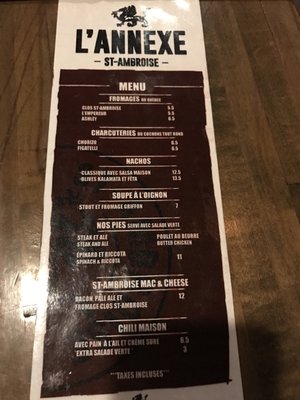 L'ANNEXE
ST-AMBROISE
MENU
FROMAGES DU QUÉBEC
CLOS ST-AMBROISE 5.5
L'EMPEREUR 5.5
ASHLEY 6.5
CHARCUTERIES DU COCHONS TOUT ROND
CHORIZO 6.5
FIGATELLI 6.5
NACHOS
-CLASSIQUE AVEC SALSA MAISON 12.5
-OLIVES KALAMATA ET FÉTA 13.5
SOUPE À L'OIGNON
STOUT ET FROMAGE GRIFFON 7
NOS PIES SERVI AVEC SALADE VERTE
STEAK ET ALE POULET AU BEURRE
STEAK AND ALE BUTTER CHICKEN
ÉPINARD ET RICCOTA 11
SPINACH & RICCOTA
ST-AMBROISE MAC & CHEESE
BACON, PALE ALE ET 12
FROMAGE CLOS ST-AMBROISE
CHILI MAISON
AVEC PAIN À L'AIL ET CRÈME SURE 6.5
*EXTRA SALADE VERTE* 3
***TAXES INCLUSES***